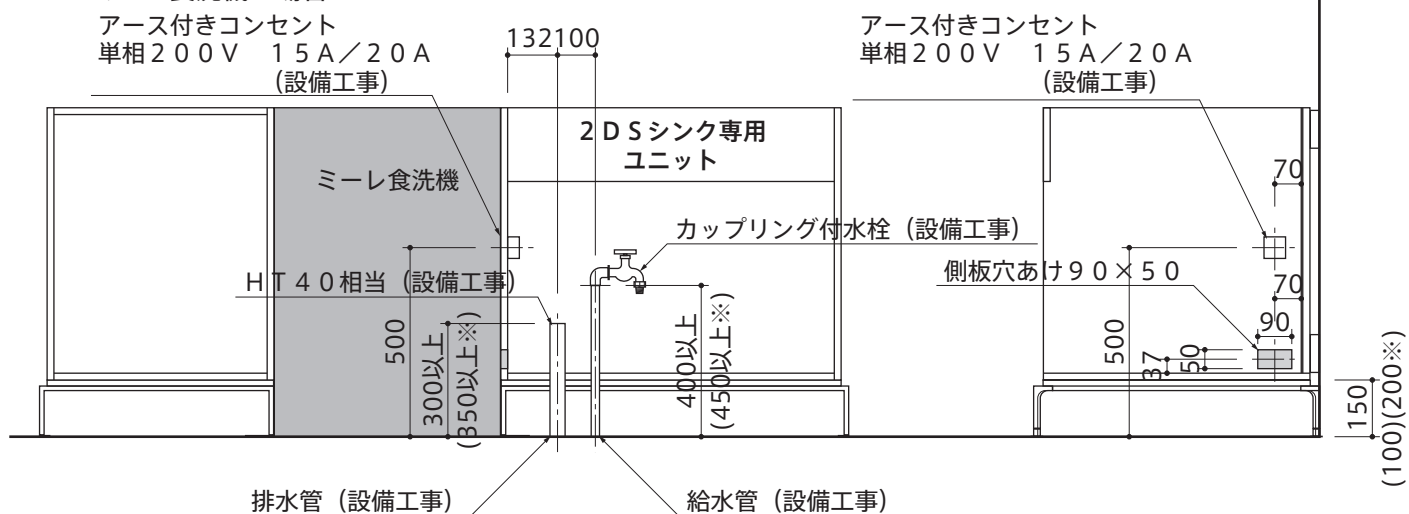 アース付きコンセント
単相２００Ｖ　１５Ａ／２０Ａ
（設備工事）
132
100
アース付きコンセント
単相２００Ｖ　１５Ａ／２０Ａ
（設備工事）
２ＤＳシンク専用
ユニット
ミーレ食洗機
70
カップリング付水栓（設備工事）
ＨＴ４０相当（設備工事）
側板穴あけ９０×５０
70
90
500
300以上
(350以上※)
400以上
(450以上※)
500
37
50
150
(100)(200※)
排水管（設備工事）
給水管（設備工事）